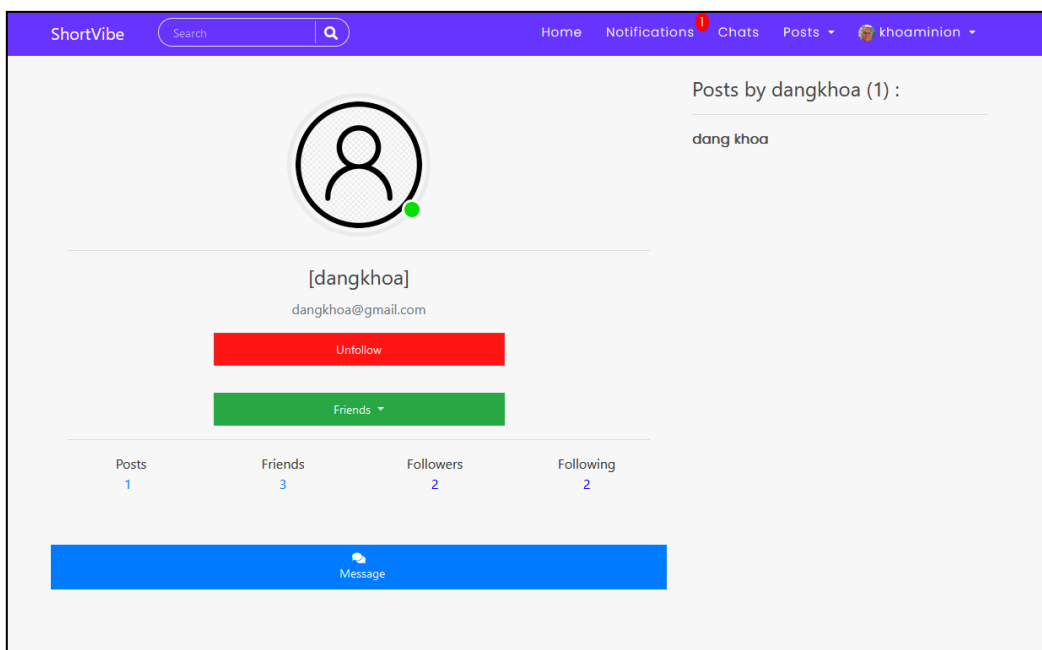 ShortVibe Search Home Notifications 1 Chats Posts khoaminion
[dangkhoa]
dangkhoa@gmail.com
Unfollow
Friends
Posts Friends Followers Following
1 3 2 2
Message
Posts by dangkhoa (1) :
dang khoa